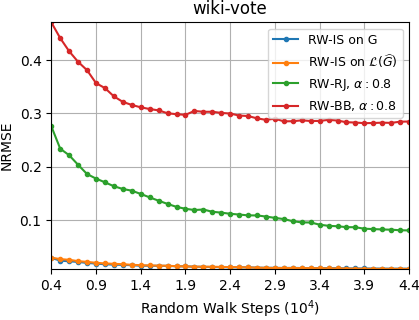 wiki-vote
NRMSE
0.4
0.3
0.2
0.1
RW-IS on G
RW-IS on ℒ(G)
RW-RJ, α : 0.8
RW-BB, α : 0.8
0.4 0.9 1.4 1.9 2.4 2.9 3.4 3.9 4.4
Random Walk Steps (10⁴)